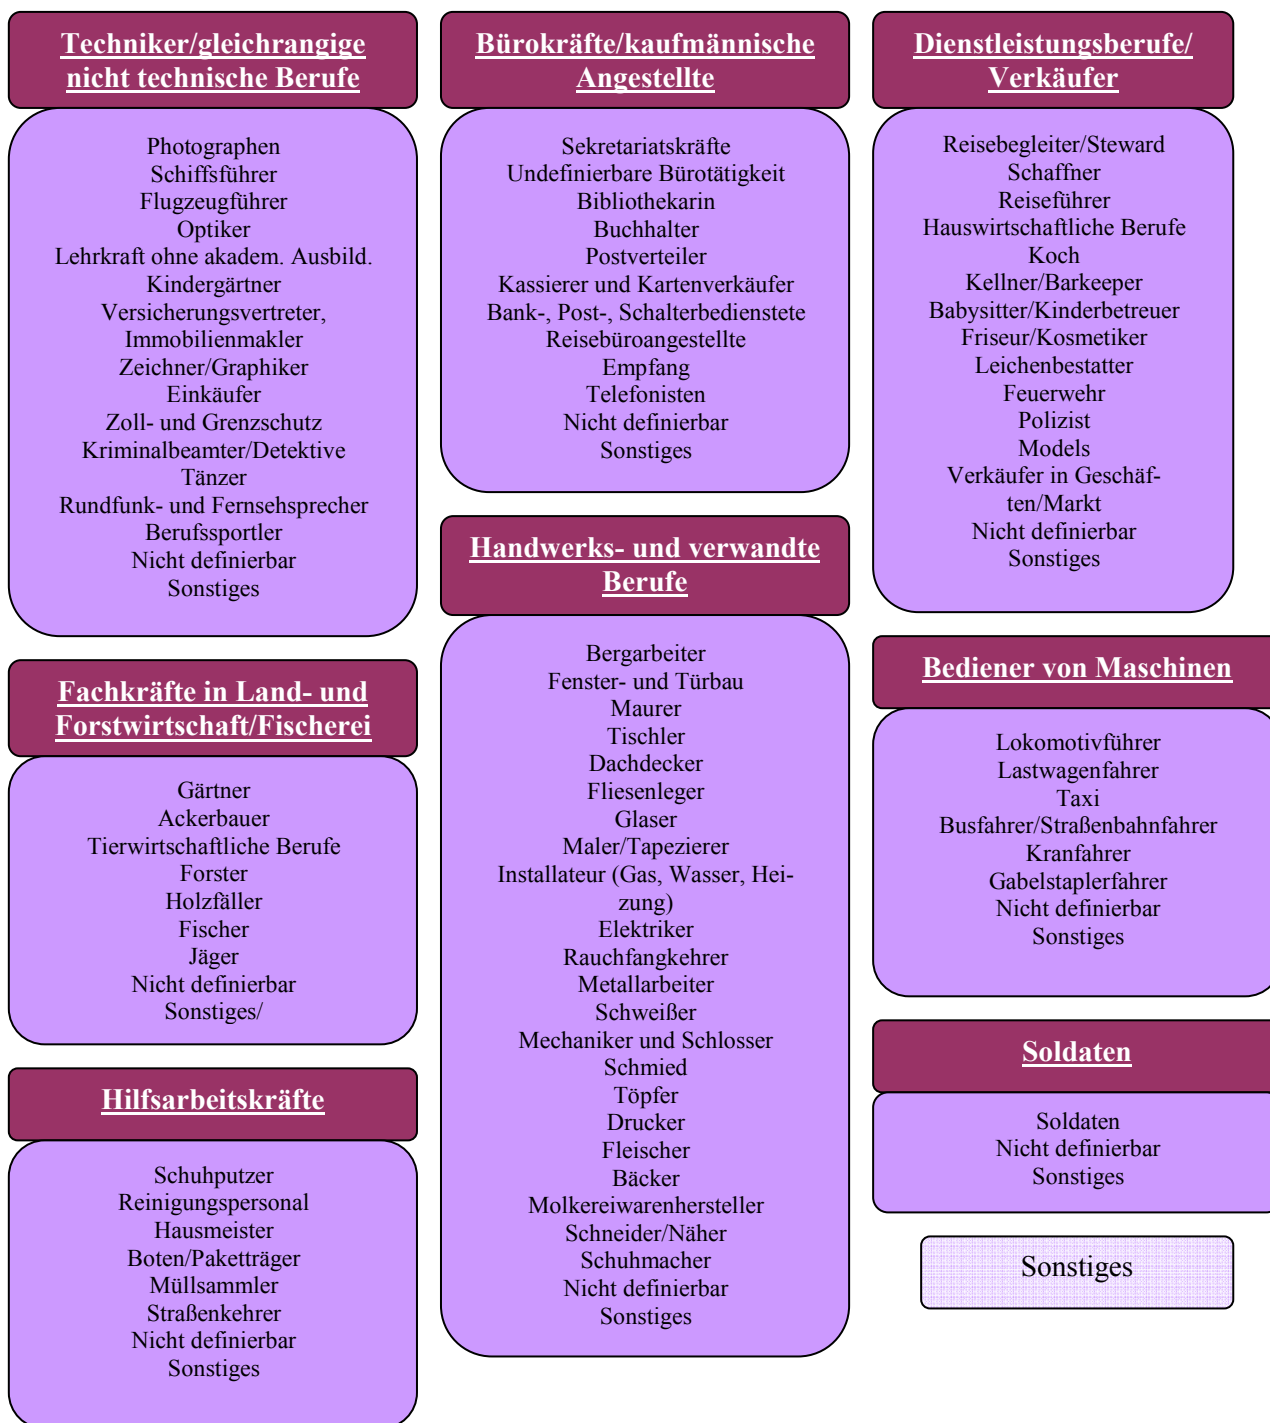 Techniker/gleichrangige
nicht technische Berufe
Photographen
Schiffsführer
Flugzeugführer
Optiker
Lehrkraft ohne akadem. Ausbild.
Kindergärtner
Versicherungsvertreter,
Immobilienmakler
Zeichner/Graphiker
Einkäufer
Zoll- und Grenzschutz
Kriminalbeamter/Detektive
Tänzer
Rundfunk- und Fernsehsprecher
Berufssportler
Nicht definierbar
Sonstiges
Fachkräfte in Land- und
Forstwirtschaft/Fischerei
Gärtner
Ackerbauer
Tierwirtschaftliche Berufe
Forster
Holzfäller
Fischer
Jäger
Nicht definierbar
Sonstiges/
Hilfsarbeitskräfte
Schuhputzer
Reinigungspersonal
Hausmeister
Boten/Paketträger
Müllsammler
Straßenkehrer
Nicht definierbar
Sonstiges
Bürokräfte/kaufmännische
Angestellte
Sekretariatskräfte
Undefinierbare Bürotätigkeit
Bibliothekarin
Buchhalter
Postverteiler
Kassierer und Kartenverkäufer
Bank-, Post-, Schalterbedienstete
Reisebüroangestellte
Empfang
Telefonisten
Nicht definierbar
Sonstiges
Handwerks- und verwandte
Berufe
Bergarbeiter
Fenster- und Türbau
Maurer
Tischler
Dachdecker
Fliesenleger
Glaser
Maler/Tapezierer
Installateur (Gas, Wasser, Hei-
zung)
Elektriker
Rauchfangkehrer
Metallarbeiter
Schweißer
Mechaniker und Schlosser
Schmied
Töpfer
Drucker
Fleischer
Bäcker
Molkereiwarenhersteller
Schneider/Näher
Schuhmacher
Nicht definierbar
Sonstiges
Dienstleistungsberufe/
Verkäufer
Reisebegleiter/Steward
Schaffner
Reiseführer
Hauswirtschaftliche Berufe
Koch
Kellner/Barkeeper
Babysitter/Kinderbetreuer
Friseur/Kosmetiker
Leichenbestatter
Feuerwehr
Polizist
Models
Verkäufer in Geschäf-
ten/Markt
Nicht definierbar
Sonstiges
Bediener von Maschinen
Lokomotivführer
Lastwagenfahrer
Taxi
Busfahrer/Straßenbahnfahrer
Kranfahrer
Gabelstaplerfahrer
Nicht definierbar
Sonstiges
Soldaten
Soldaten
Nicht definierbar
Sonstiges
Sonstiges